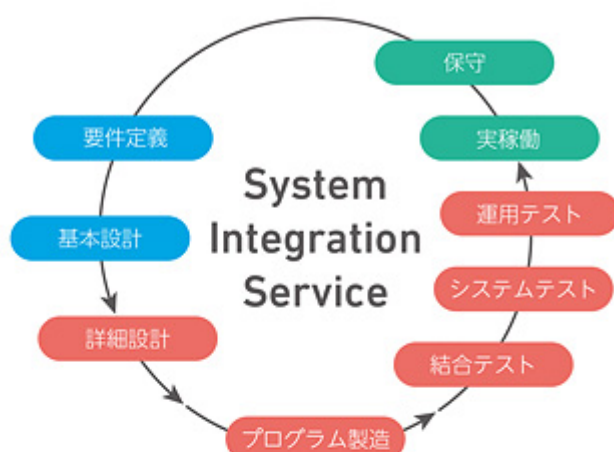 保守
要件定義
実稼働
System
Integration
Service
運用テスト
基本設計
システムテスト
詳細設計
結合テスト
プログラム製造